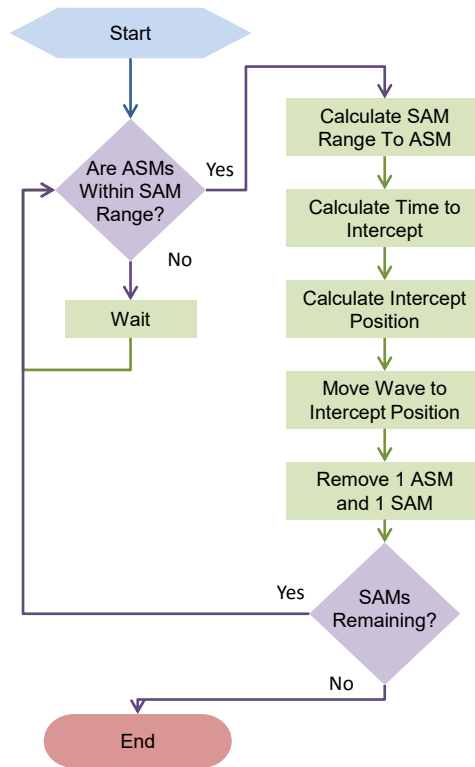 Start
Are ASMs
Within SAM
Range?
Yes
No
Wait
Calculate SAM
Range To ASM
Calculate Time to
Intercept
Calculate Intercept
Position
Move Wave to
Intercept Position
Remove 1 ASM
and 1 SAM
SAMs
Remaining?
Yes
No
End